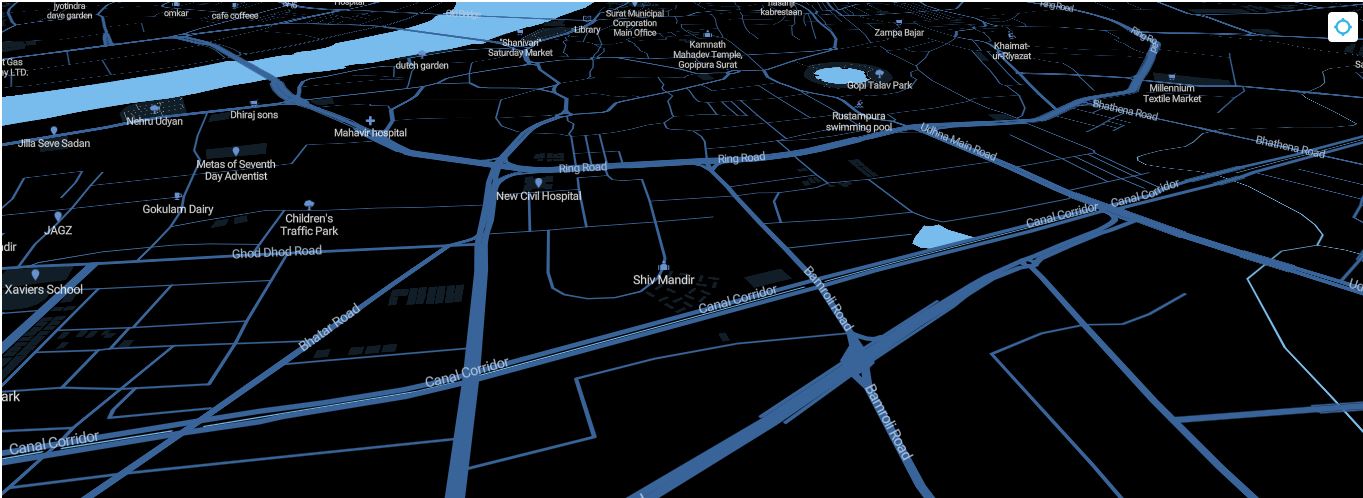 jyotindra
dave garden
omkar
cafe coffeee
Hospital
Library
Surat Municipal
Corporation
Main Office
kabrestaan
Zampa Bajar
Ring Road
Ring Road
Khaimat-
ur-Riyazat
'Shanivari'
Saturday Market
Kamnath
Mahadev Temple,
Gopipura Surat
t Gas
y LTD.
dutch garden
Gopi Talav Park
Millennium
Textile Market
Bhathena Road
Nehru Udyan
Dhiraj sons
Mahavir hospital
Rustampura
swimming pool
Udhna Main Road
Bhathena Road
Jilla Seve Sadan
Metas of Seventh
Day Adventist
Ring Road
Ring Road
New Civil Hospital
Canal Corridor
Canal Corridor
Gokulam Dairy
JAGZ
Children's
Traffic Park
dir
Ghod Dhod Road
Shiv Mandir
Xaviers School
Canal Corridor
Bamroli Road
Bhatar Road
Canal Corridor
ark
Bamroli Road
Canal Corridor